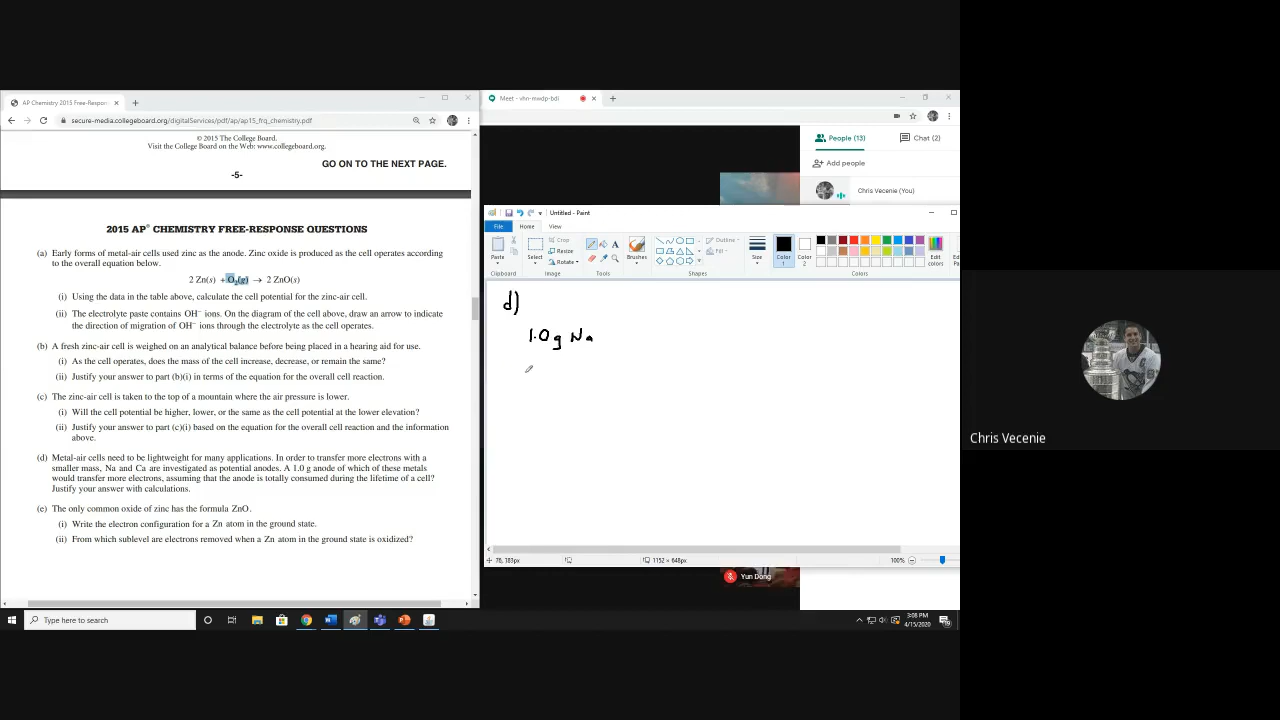 AP Chemistry 2015 Free-Respon
secure-media.collegeboard.org/digitalServices/pdf/ap/ap15_frq_chemistry.pdf
© 2015 The College Board.
Visit the College Board on the Web: www.collegeboard.org.
GO ON TO THE NEXT PAGE.
-5-
2015 AP® CHEMISTRY FREE-RESPONSE QUESTIONS
(a) Early forms of metal-air cells used zinc as the anode. Zinc oxide is produced as the cell operates according
to the overall equation below.
2 Zn(s) + O₂(g) → 2 ZnO(s)
(i) Using the data in the table above, calculate the cell potential for the zinc-air cell.
(ii) The electrolyte paste contains OH⁻ ions. On the diagram of the cell above, draw an arrow to indicate
the direction of migration of OH⁻ ions through the electrolyte as the cell operates.
(b) A fresh zinc-air cell is weighed on an analytical balance before being placed in a hearing aid for use.
(i) As the cell operates, does the mass of the cell increase, decrease, or remain the same?
(ii) Justify your answer to part (b)(i) in terms of the equation for the overall cell reaction.
(c) The zinc-air cell is taken to the top of a mountain where the air pressure is lower.
(i) Will the cell potential be higher, lower, or the same as the cell potential at the lower elevation?
(ii) Justify your answer to part (c)(i) based on the equation for the overall cell reaction and the information
above.
(d) Metal-air cells need to be lightweight for many applications. In order to transfer more electrons with a
smaller mass, Na and Ca are investigated as potential anodes. A 1.0 g anode of which of these metals
would transfer more electrons, assuming that the anode is totally consumed during the lifetime of a cell?
Justify your answer with calculations.
(e) The only common oxide of zinc has the formula ZnO.
(i) Write the electron configuration for a Zn atom in the ground state.
(ii) From which sublevel are electrons removed when a Zn atom in the ground state is oxidized?
Meet - vhn-mwdp-bdi
People (13)
Chat (2)
Add people
Chris Vecenie (You)
Untitled - Paint
File
Home
View
Paste
Select
Crop
Resize
Rotate
Brushes
Outline
Fill
Size
Color
1
Color
2
Edit
colors
Clipboard
Image
Tools
Shapes
Colors
d)
1.0g Na
76, 183px
1152 × 648px
100%
Yun Dong
Chris Vecenie
Type here to search
3:08 PM
4/15/2020